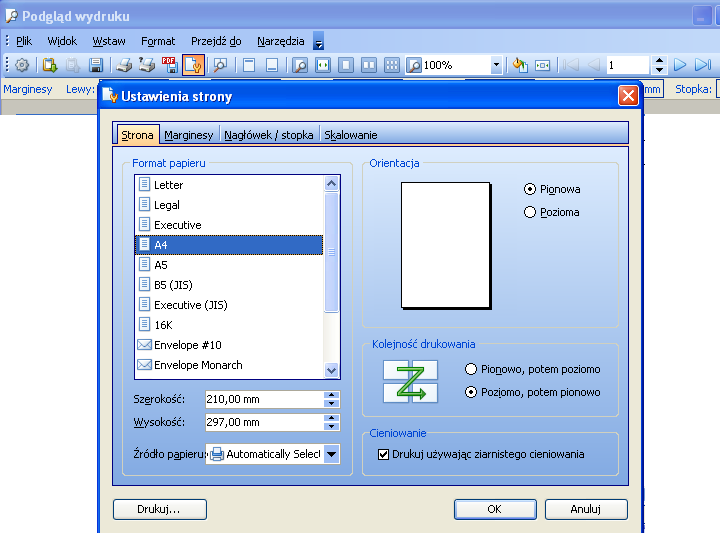 Podgląd wydruku
Plik Widok Wstaw Format Przejdź do Narzędzia
PDF 100% 1
Marginesy Lewy: mm Stopka:
Ustawienia strony
Strona Marginesy Nagłówek / stopka Skalowanie
Format papieru
Letter
Legal
Executive
A4
A5
B5 (JIS)
Executive (JIS)
16K
Envelope #10
Envelope Monarch
Szerokość: 210,00 mm
Wysokość: 297,00 mm
Źródło papieru: Automatically Select
Orientacja
Pionowa
Pozioma
Kolejność drukowania
Pionowo, potem poziomo
Poziomo, potem pionowo
Cieniowanie
Drukuj używając ziarnistego cieniowania
Drukuj... OK Anuluj